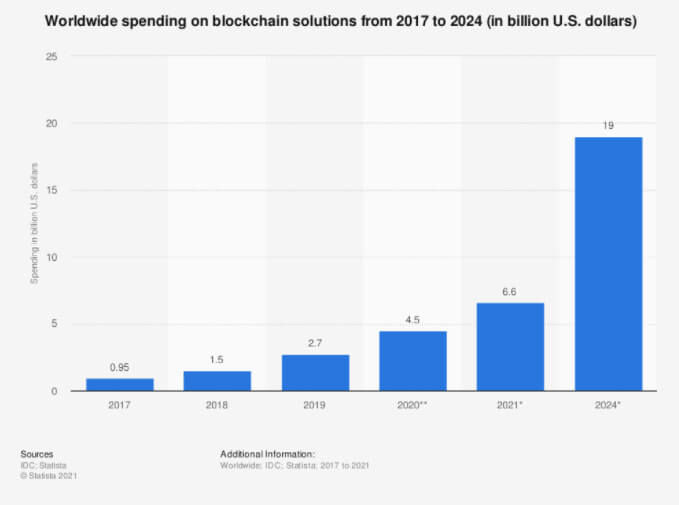 Worldwide spending on blockchain solutions from 2017 to 2024 (in billion U.S. dollars)
Spending in billion U.S. dollars
25
20
15
10
5
0
0.95
1.5
2.7
4.5
6.6
19
2017 2018 2019 2020** 2021* 2024*
Sources
IDC; Statista
© Statista 2021
Additional Information:
Worldwide; IDC; Statista; 2017 to 2021